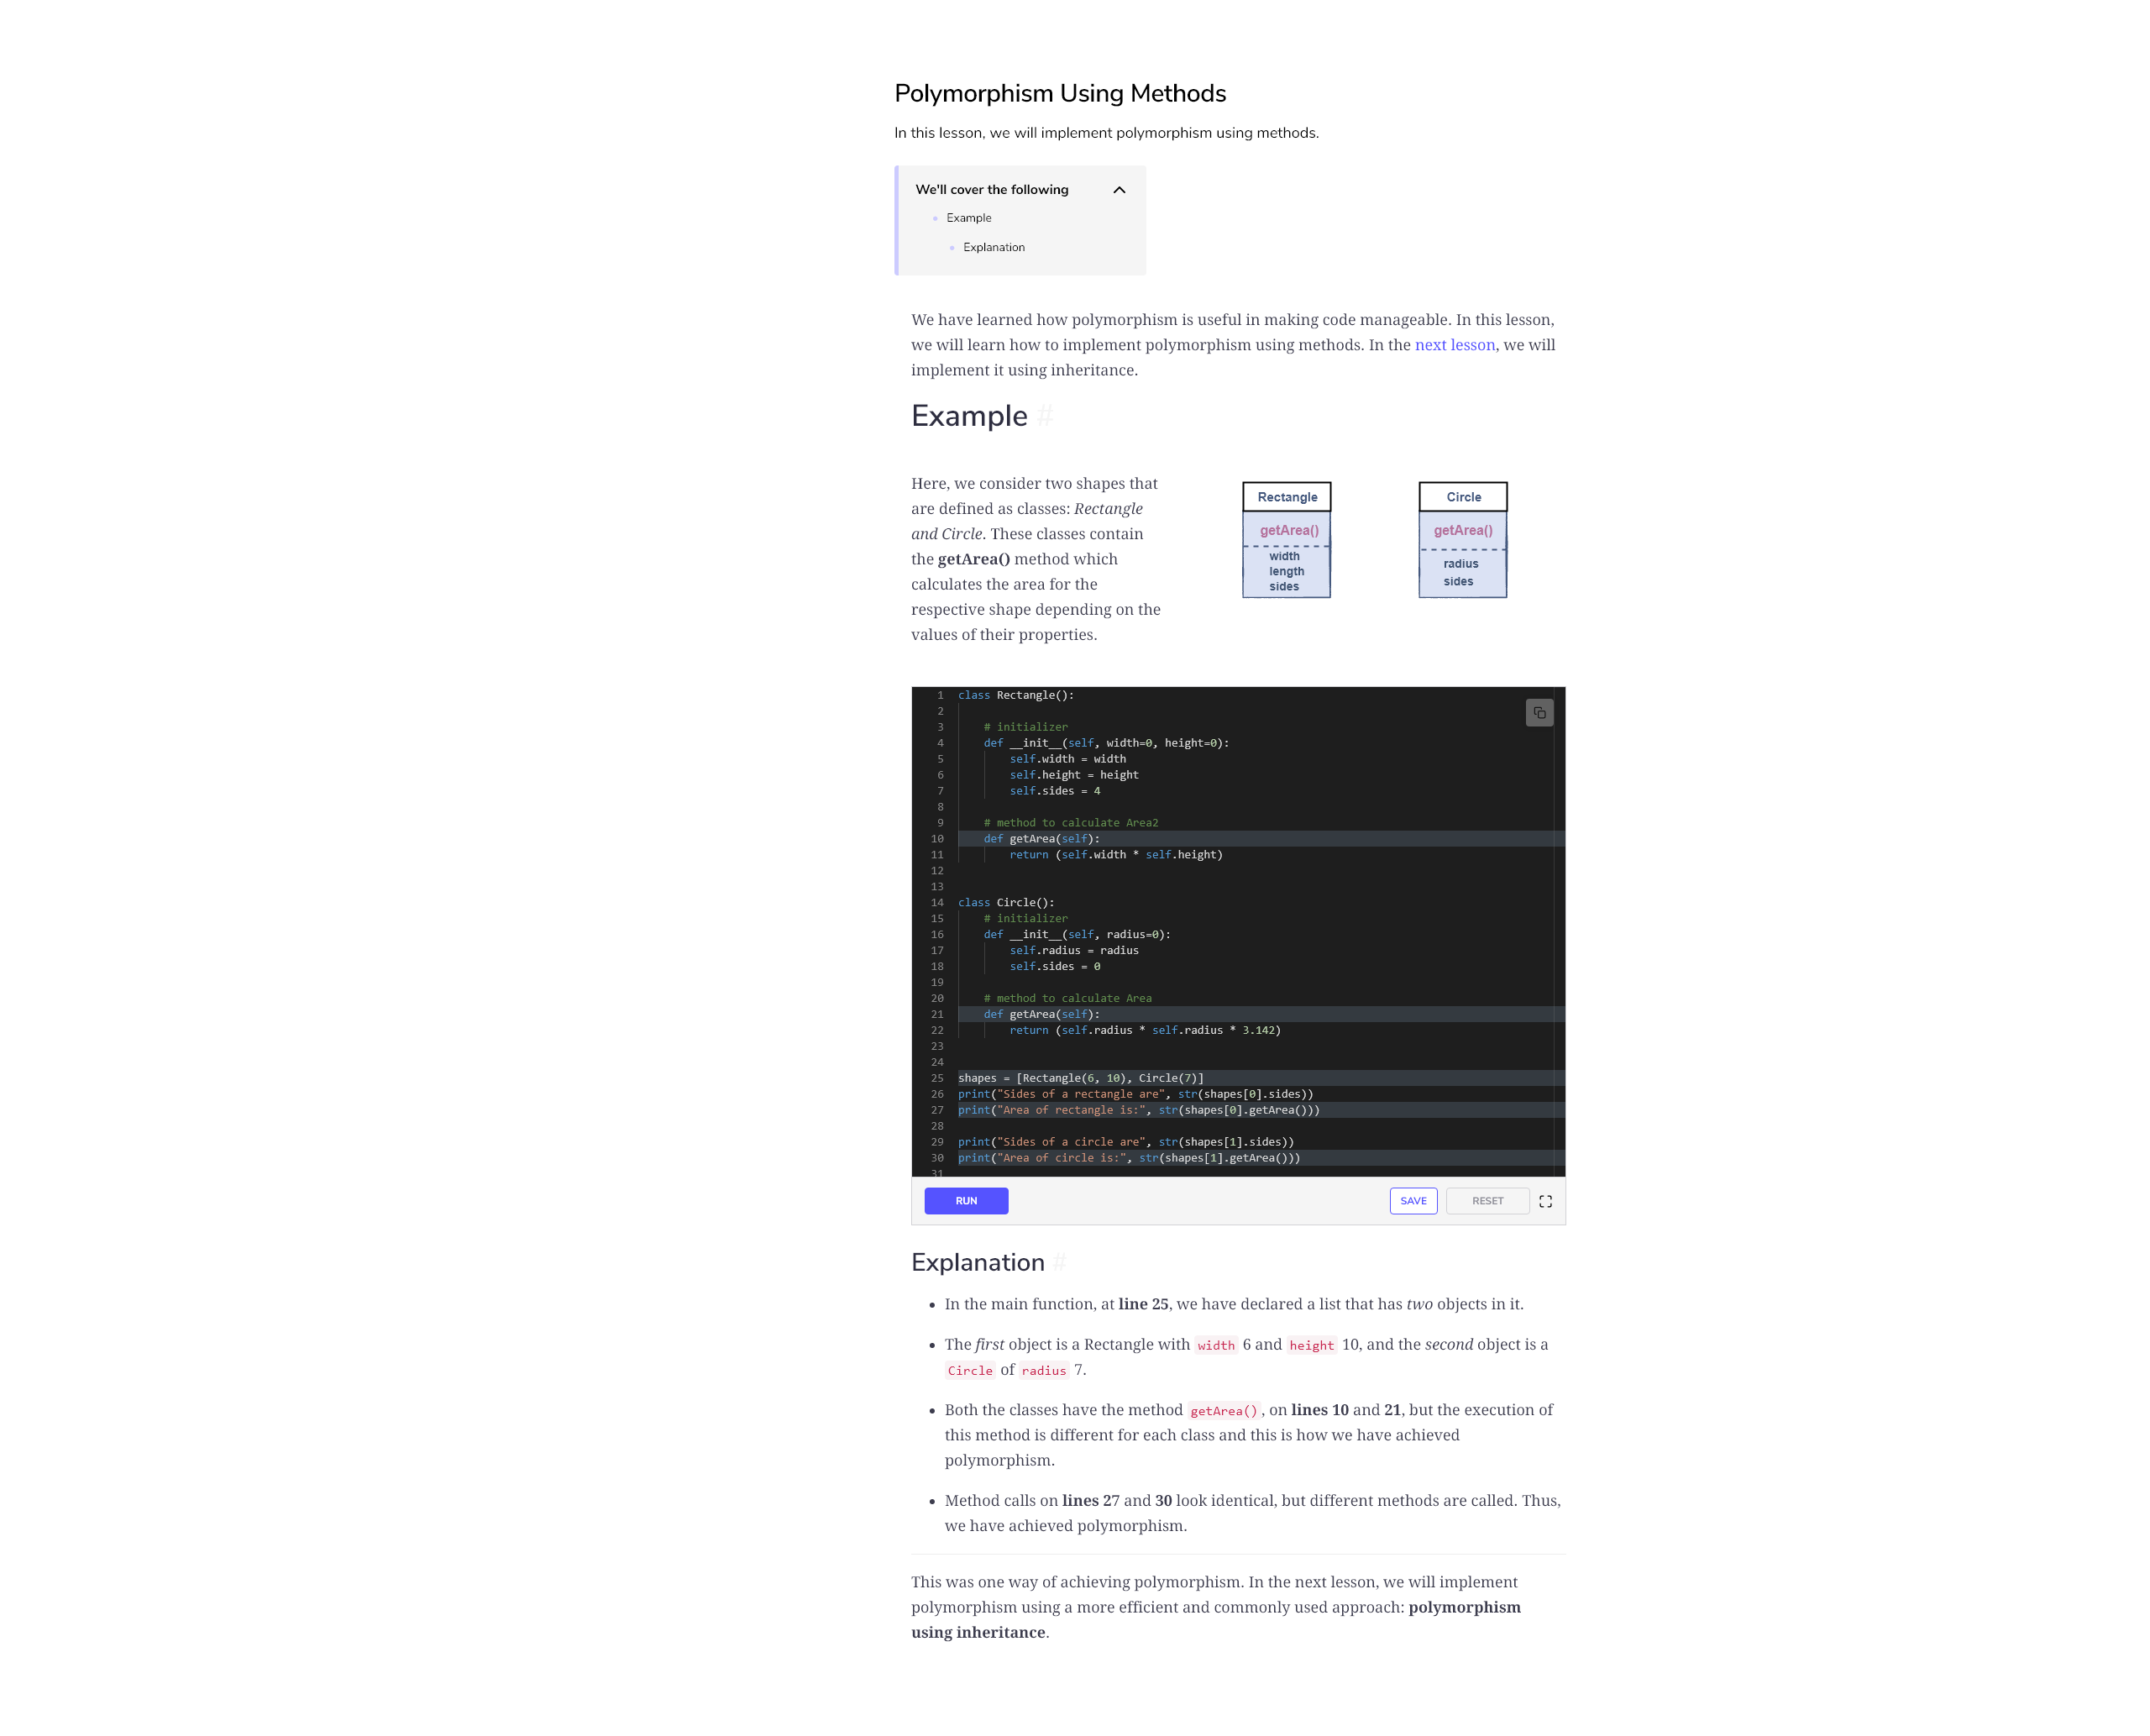 Polymorphism Using Methods
In this lesson, we will implement polymorphism using methods.
We'll cover the following
Example
Explanation
We have learned how polymorphism is useful in making code manageable. In this lesson,
we will learn how to implement polymorphism using methods. In the next lesson, we will
implement it using inheritance.
Example #
Here, we consider two shapes that
are defined as classes: Rectangle
and Circle. These classes contain
the getArea() method which
calculates the area for the
respective shape depending on the
values of their properties.
Rectangle
getArea()
width
length
sides
Circle
getArea()
radius
sides
1 class Rectangle():
2
3     # initializer
4     def __init__(self, width=0, height=0):
5         self.width = width
6         self.height = height
7         self.sides = 4
8
9     # method to calculate Area2
10     def getArea(self):
11         return (self.width * self.height)
12
13
14 class Circle():
15     # initializer
16     def __init__(self, radius=0):
17         self.radius = radius
18         self.sides = 0
19
20     # method to calculate Area
21     def getArea(self):
22         return (self.radius * self.radius * 3.142)
23
24
25 shapes = [Rectangle(6, 10), Circle(7)]
26 print("Sides of a rectangle are", str(shapes[0].sides))
27 print("Area of rectangle is:", str(shapes[0].getArea()))
28
29 print("Sides of a circle are", str(shapes[1].sides))
30 print("Area of circle is:", str(shapes[1].getArea()))
31
RUN
SAVE
RESET
Explanation #
• In the main function, at line 25, we have declared a list that has two objects in it.
• The first object is a Rectangle with width 6 and height 10, and the second object is a
Circle of radius 7.
• Both the classes have the method getArea(), on lines 10 and 21, but the execution of
this method is different for each class and this is how we have achieved
polymorphism.
• Method calls on lines 27 and 30 look identical, but different methods are called. Thus,
we have achieved polymorphism.
This was one way of achieving polymorphism. In the next lesson, we will implement
polymorphism using a more efficient and commonly used approach: polymorphism
using inheritance.